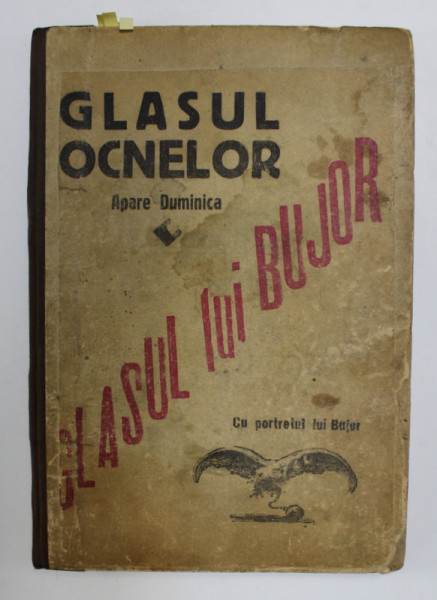 GLASUL
OCNELOR
Apare Duminica
E
GLASUL lui BUJOR
Cu portretul lui Bujor